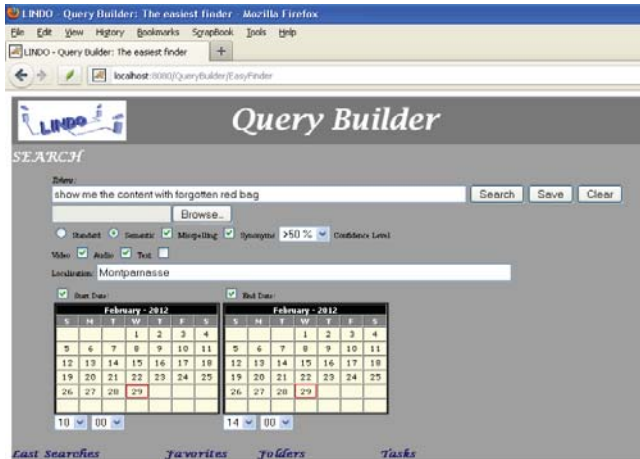 LINDO - Query Builder: The easiest finder - Mozilla Firefox
File Edit View History Bookmarks ScrapBook Tools Help
LINDO - Query Builder: The easiest finder +
localhost:8080/QueryBuilder/EasyFinder
LINDO Query Builder
SEARCH
show me the content with forgotten red bag Search Save Clear
Browse...
Standard Semantic Misspelling Synonyms >50 % Confidence Level
Video Audio Text
Localization: Montparnasse
Start Date: End Date:
February - 2012 February - 2012
S M T W T F S S M T W T F S
1 2 3 4 1 2 3 4
5 6 7 8 9 10 11 5 6 7 8 9 10 11
12 13 14 15 16 17 18 12 13 14 15 16 17 18
19 20 21 22 23 24 25 19 20 21 22 23 24 25
26 27 28 29 26 27 28 29
10 00 14 00
Last Searches Favorites Folders Tasks